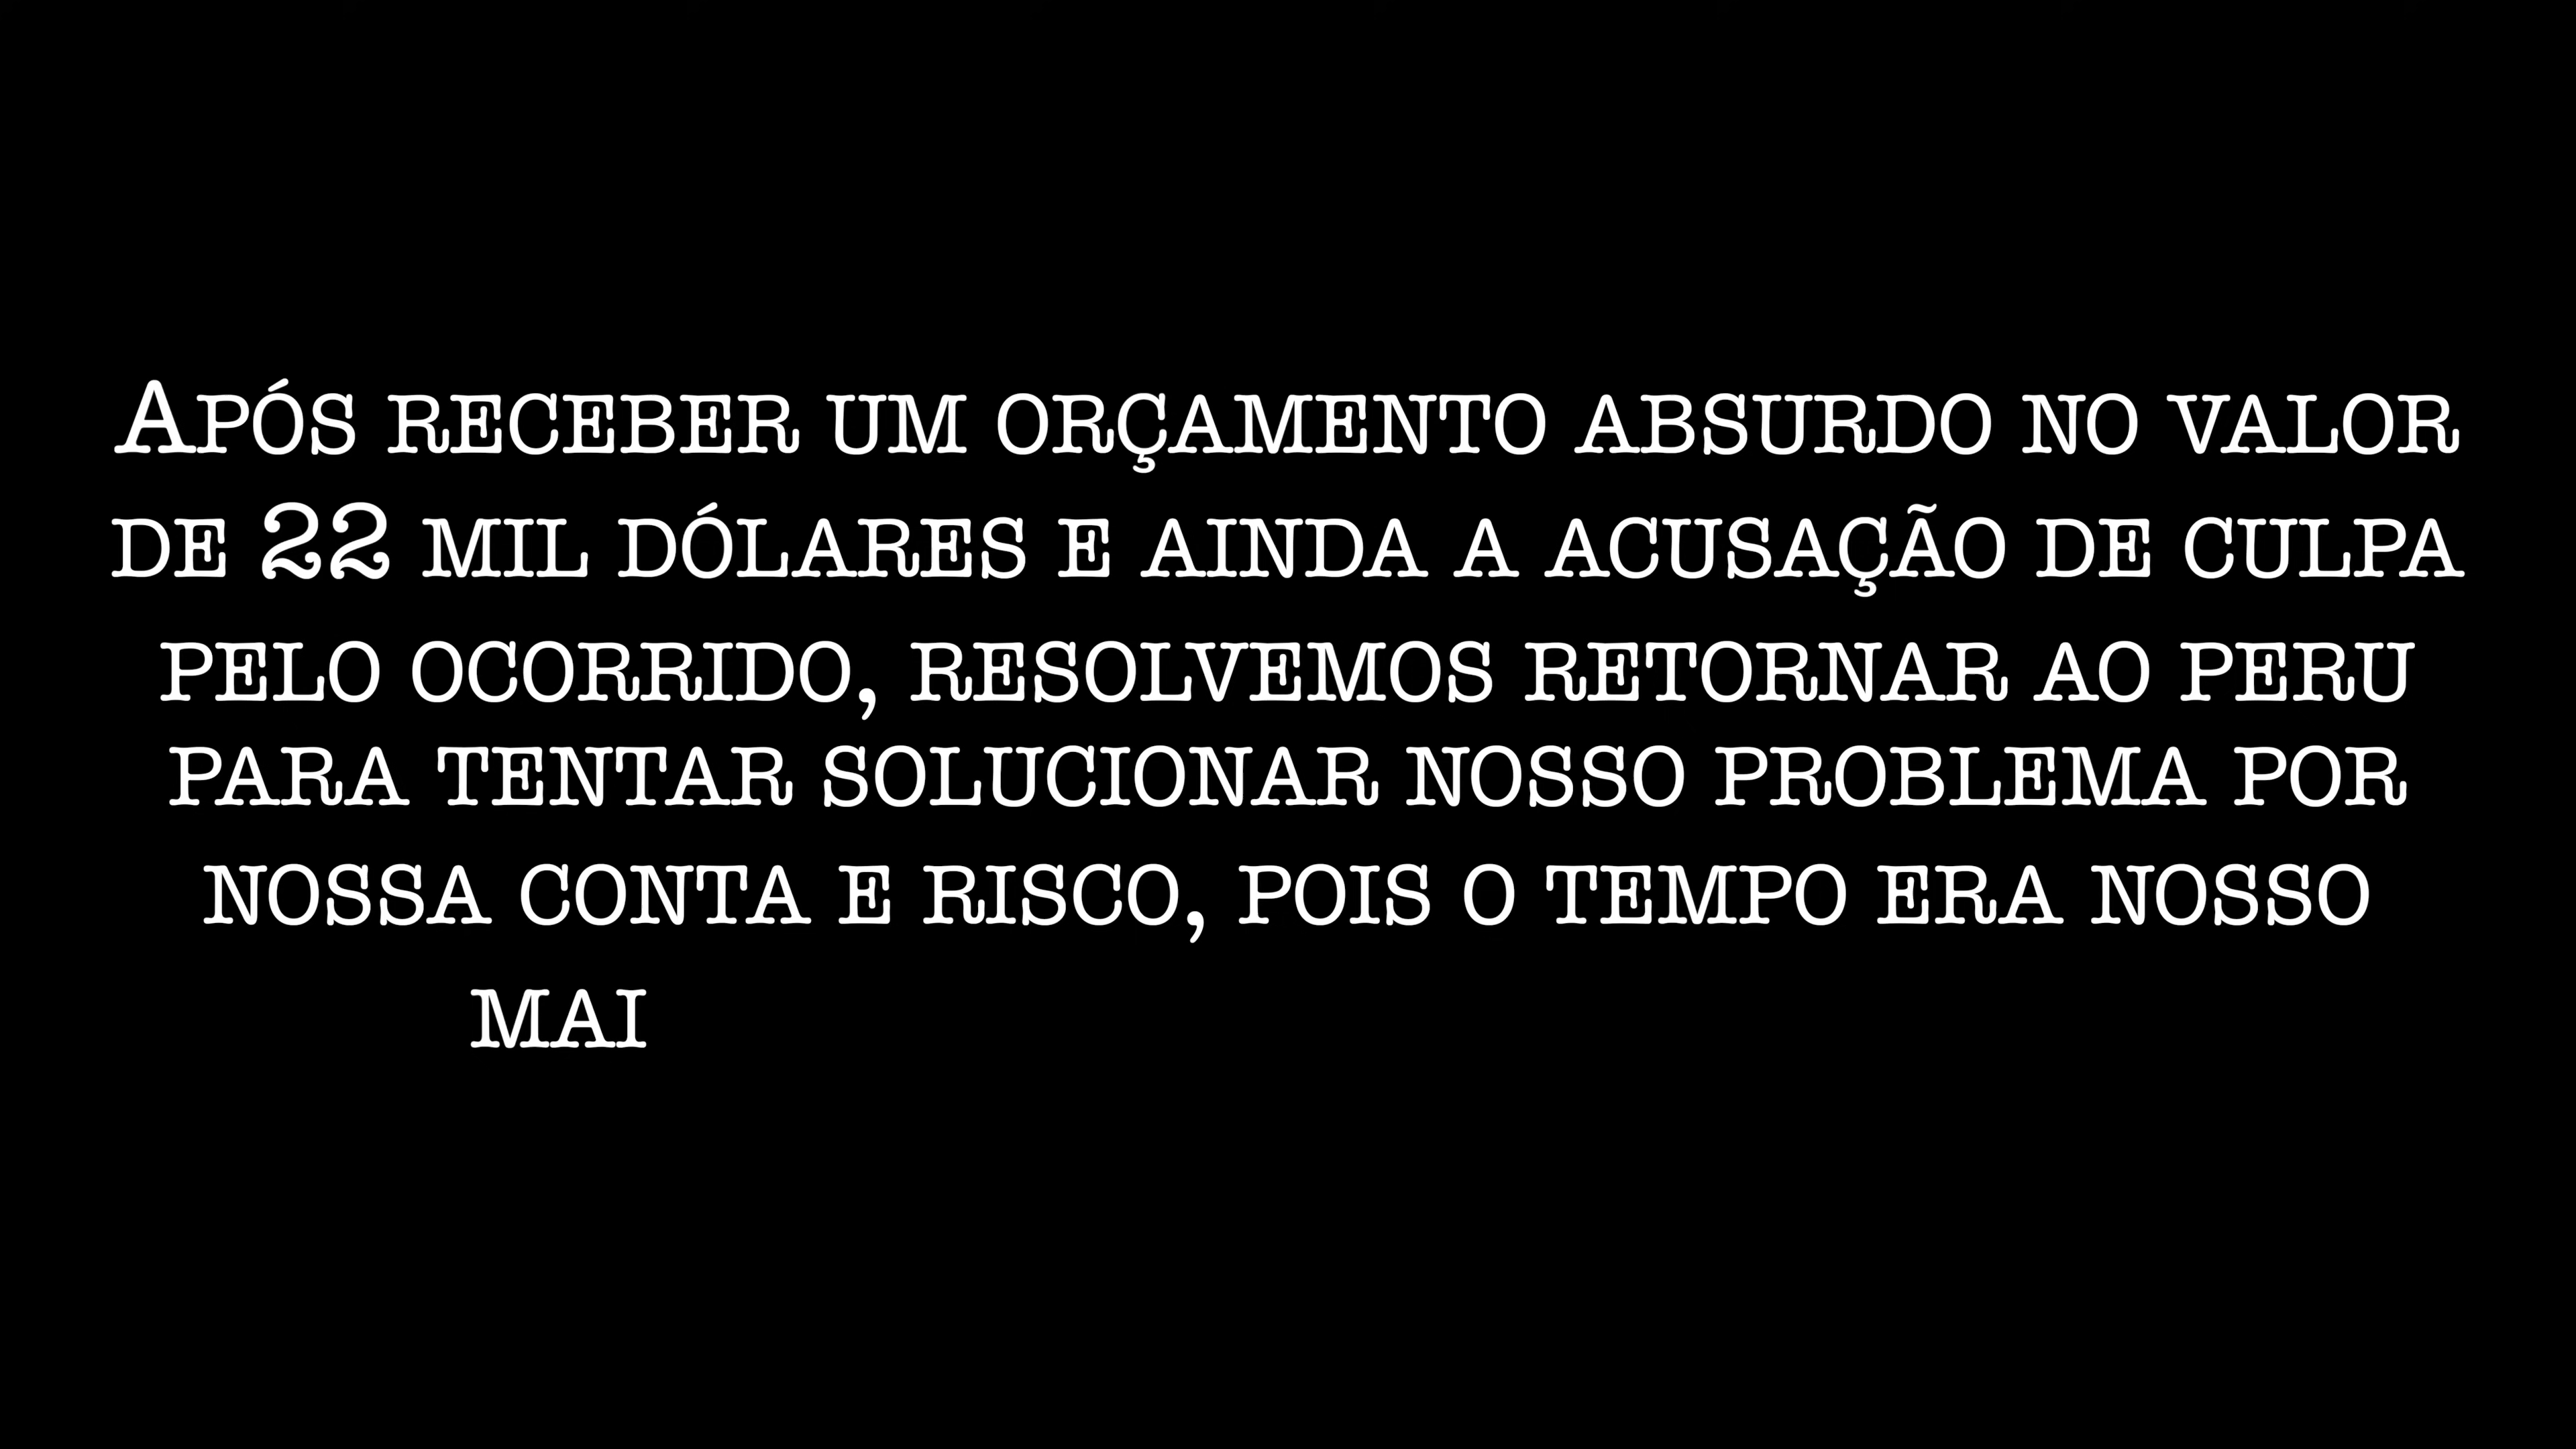 Após receber um orçamento absurdo no valor
de 22 mil dólares e ainda a acusação de culpa
pelo ocorrido, resolvemos retornar ao peru
para tentar solucionar nosso problema por
nossa conta e risco, pois o tempo era nosso
mai